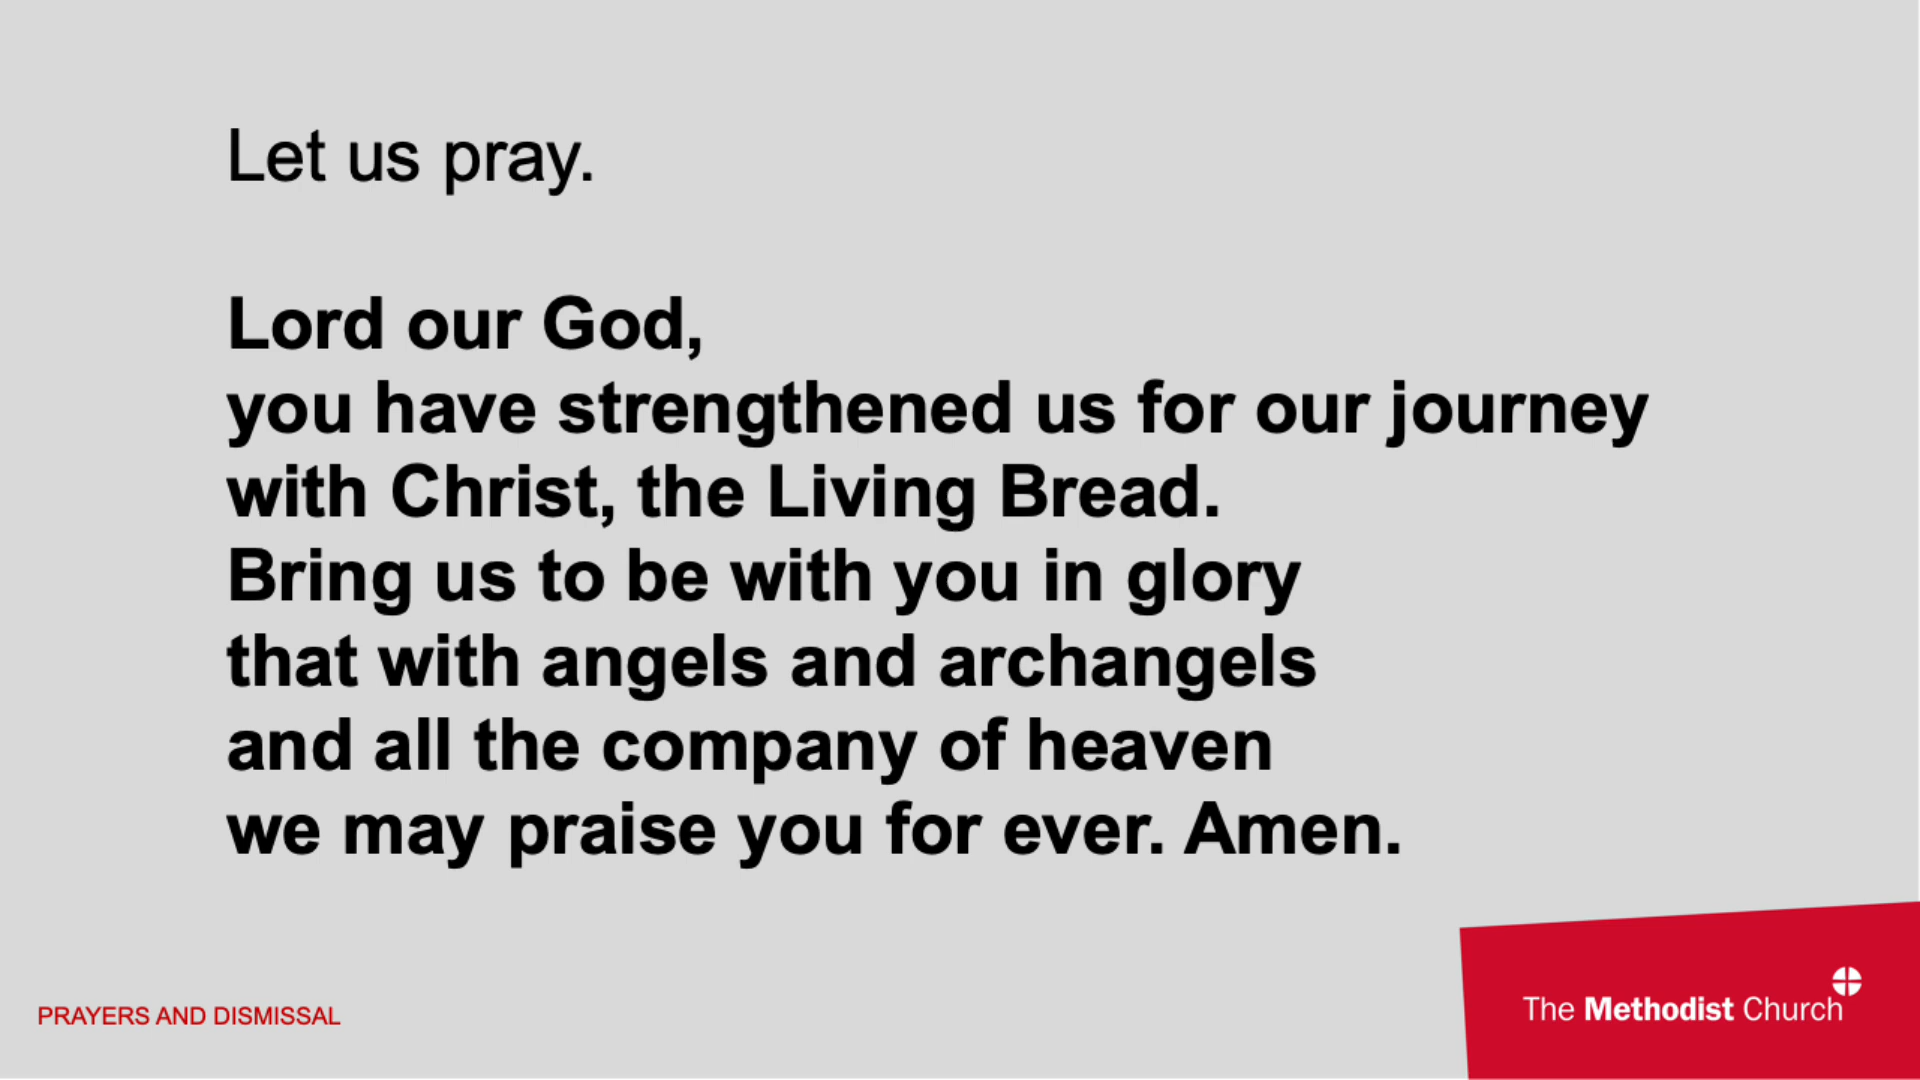 Let us pray.
Lord our God,
you have strengthened us for our journey
with Christ, the Living Bread.
Bring us to be with you in glory
that with angels and archangels
and all the company of heaven
we may praise you for ever. Amen.
PRAYERS AND DISMISSAL
The Methodist Church